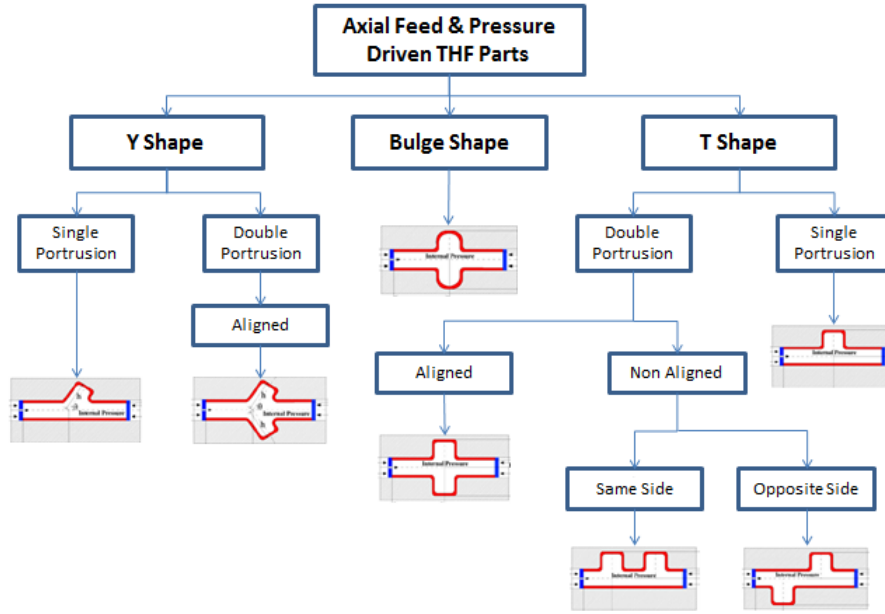 Axial Feed & Pressure
Driven THF Parts
Y Shape
Bulge Shape
T Shape
Single
Portrusion
Double
Portrusion
Double
Portrusion
Single
Portrusion
Internal Pressure
Aligned
Internal Pressure
Aligned
Non Aligned
h
θ
Internal Pressure
h
θ
Internal Pressure
h
Internal Pressure
Same Side
Opposite Side
Internal Pressure
Internal Pressure